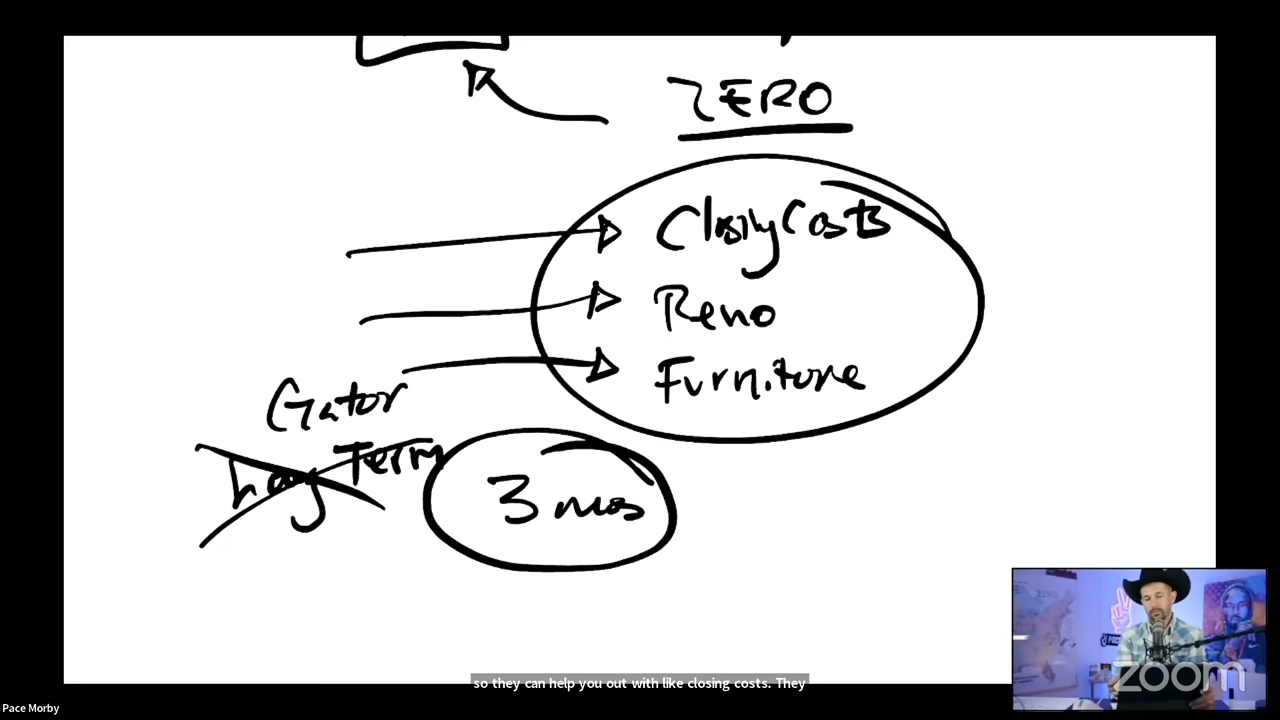 ZERO
Closing Costs
Reno
Furniture
Gator
Long Term
3 mos
zoom
so they can help you out with like closing costs. They
Pace Morby